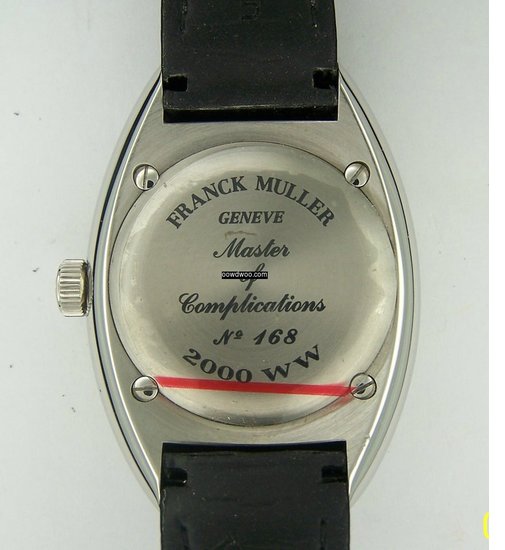 FRANCK MULLER
GENEVE
Master
of
oowdwoo.com
Complications
Nº 168
2000 WW